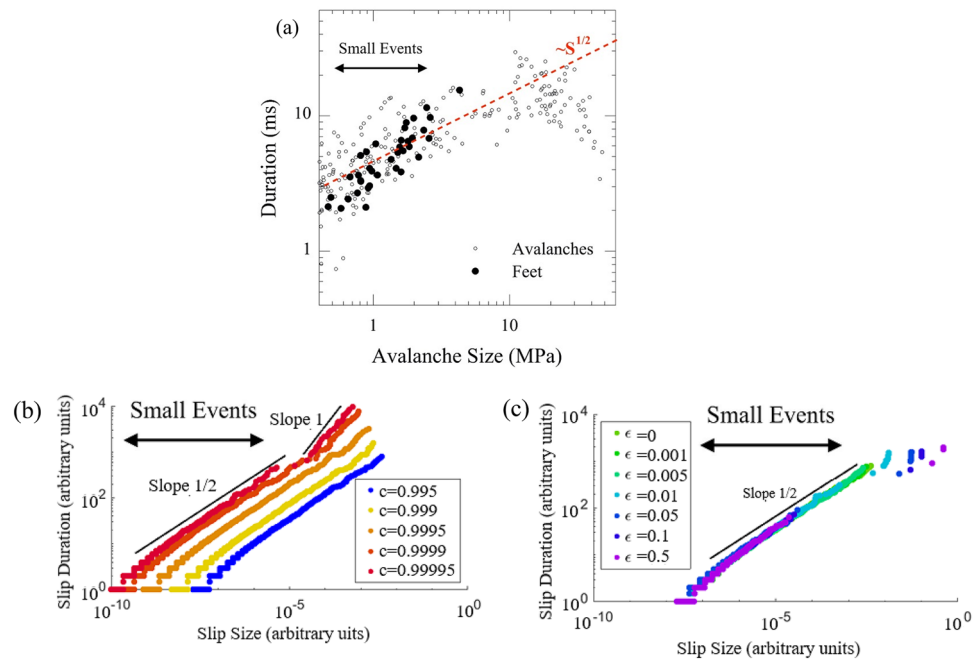 (a)
~S^1/2
Small Events
10
1
Duration (ms)
Avalanches
Feet
1
10
Avalanche Size (MPa)
(b)
10^4
10^2
10^0
Slip Duration (arbitrary units)
Small Events
Slope 1
Slope 1/2
c=0.995
c=0.999
c=0.9995
c=0.9999
c=0.99995
10^-10
10^-5
10^0
Slip Size (arbitrary uits)
(c)
10^4
10^2
10^0
Slip Duration (arbitrary units)
Small Events
Slope 1/2
ϵ =0
ϵ =0.001
ϵ =0.005
ϵ =0.01
ϵ =0.05
ϵ =0.1
ϵ =0.5
10^-10
10^-5
10^0
Slip Size (arbitrary units)